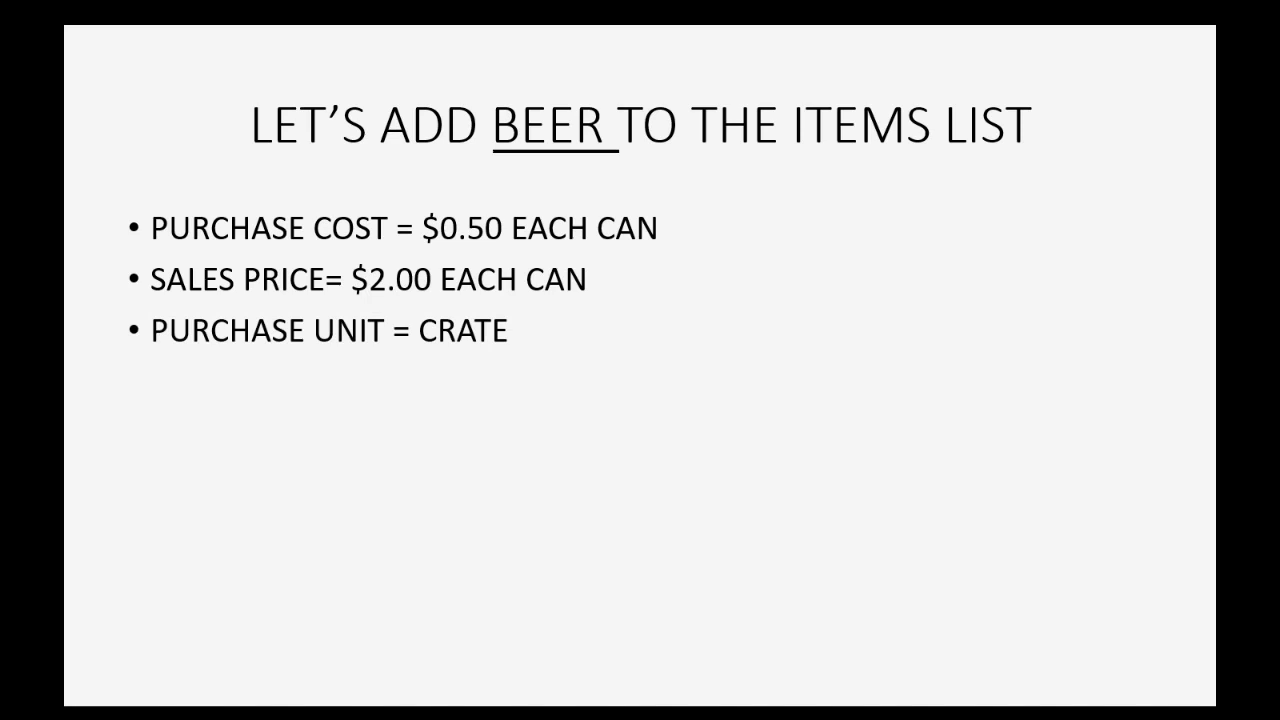 LET’S ADD BEER TO THE ITEMS LIST
• PURCHASE COST = $0.50 EACH CAN
• SALES PRICE= $2.00 EACH CAN
• PURCHASE UNIT = CRATE